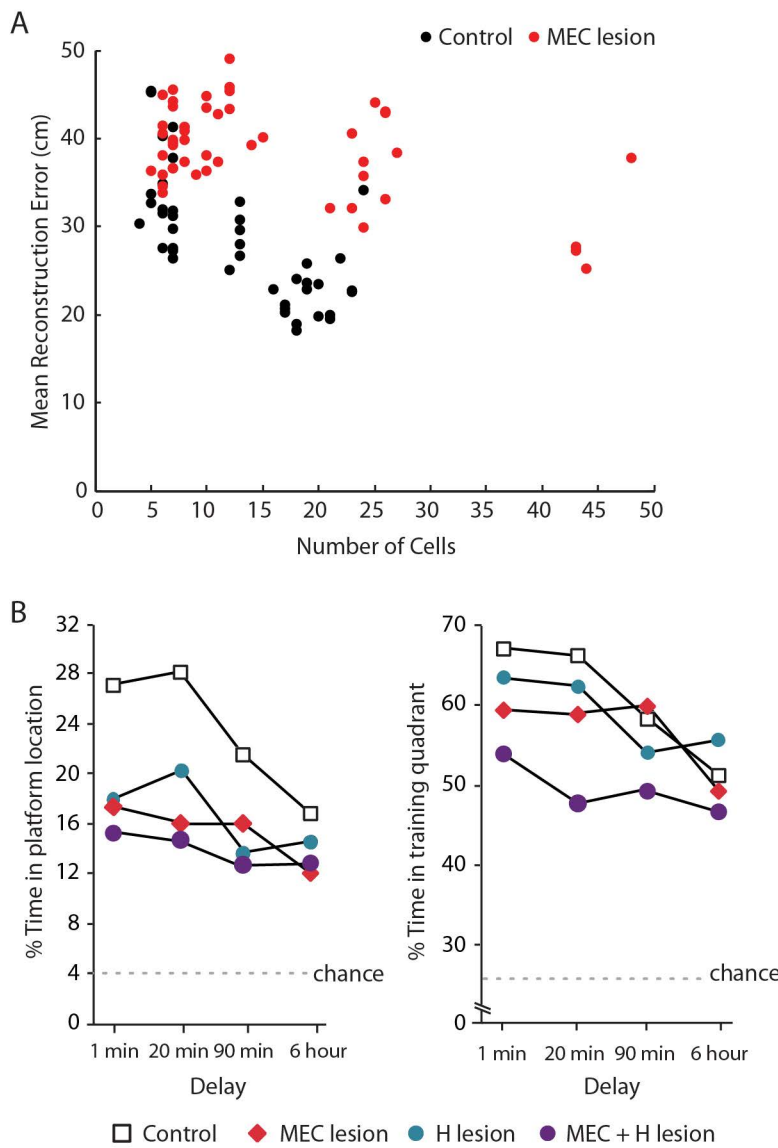 A
Control MEC lesion
Mean Reconstruction Error (cm)
50
40
30
20
10
0
0 5 10 15 20 25 30 35 40 45 50
Number of Cells
B
% Time in platform location
32
28
24
20
16
12
8
4
0
chance
1 min 20 min 90 min 6 hour
Delay
% Time in training quadrant
70
60
50
40
30
0
chance
1 min 20 min 90 min 6 hour
Delay
Control MEC lesion H lesion MEC + H lesion